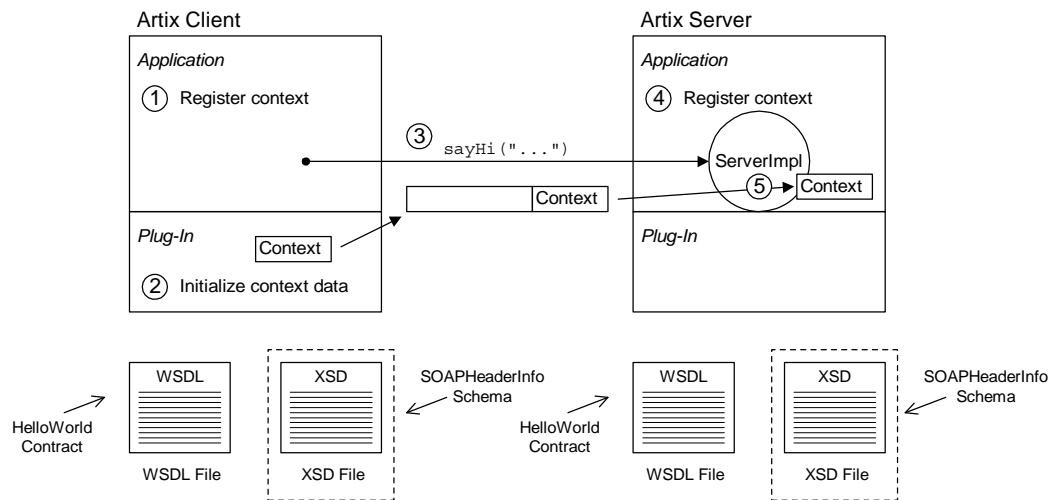 Artix Client
Artix Server
Application
Application
1 Register context
4 Register context
3
sayHi("...")
ServerImpl
5
Context
Context
Plug-In
Plug-In
Context
2 Initialize context data
WSDL
XSD
SOAPHeaderInfo
Schema
HelloWorld
Contract
WSDL File
XSD File
WSDL
XSD
SOAPHeaderInfo
Schema
HelloWorld
Contract
WSDL File
XSD File